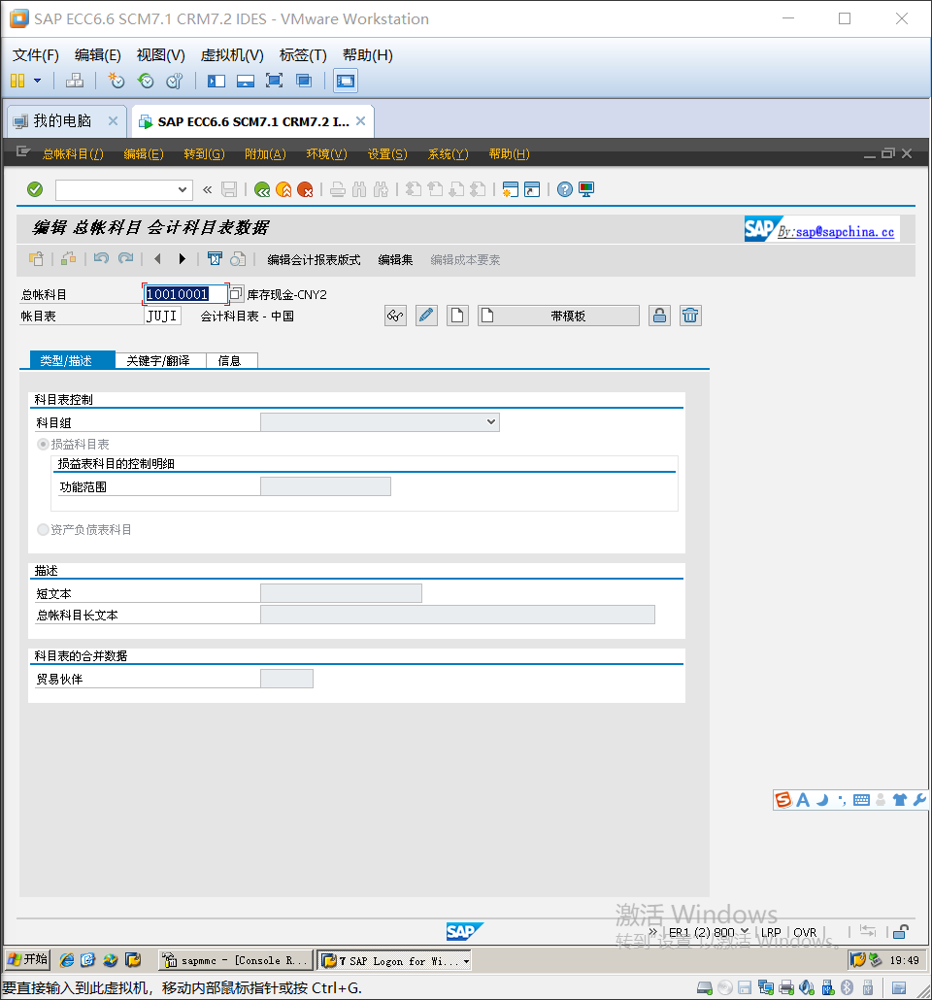 SAP ECC6.6 SCM7.1 CRM7.2 IDES - VMware Workstation
文件(F) 编辑(E) 视图(V) 虚拟机(V) 标签(T) 帮助(H)
我的电脑 SAP ECC6.6 SCM7.1 CRM7.2 I...
总帐科目(I) 编辑(E) 转到(G) 附加(A) 环境(V) 设置(S) 系统(Y) 帮助(H)
编辑 总帐科目 会计科目表数据
SAP By:sap@sapchina.cc
编辑会计报表版式 编辑集 编辑成本要素
总帐科目 10010001 库存现金-CNY2
帐目表 JUJI 会计科目表 - 中国 带模板
类型/描述 关键字/翻译 信息
科目表控制
科目组
损益科目表
损益表科目的控制明细
功能范围
资产负债表科目
描述
短文本
总帐科目长文本
科目表的合并数据
贸易伙伴
激活 Windows
SAP » ER1 (2) 800 LRP OVR
转到"设置"以激活 Windows。
开始 sapmmc - [Console R... 7 SAP Logon for Wi... 19:49
要直接输入到此虚拟机，移动内部鼠标指针或按 Ctrl+G.